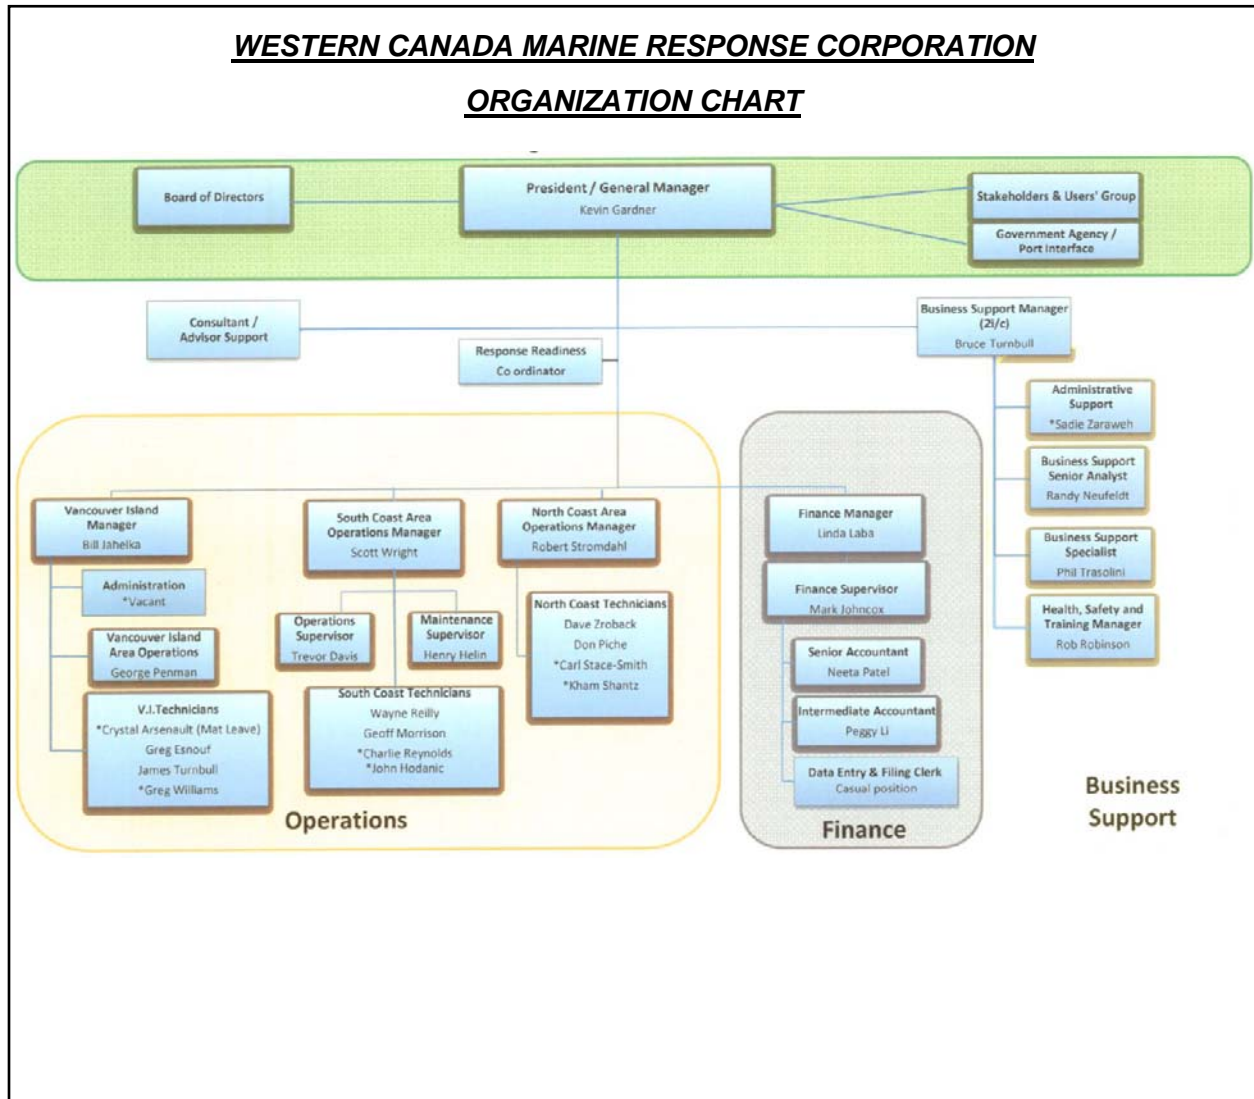 WESTERN CANADA MARINE RESPONSE CORPORATION
ORGANIZATION CHART
Board of Directors
President / General Manager
Kevin Gardner
Stakeholders & Users' Group
Government Agency /
Port Interface
Consultant /
Advisor Support
Business Support Manager
(2i/c)
Bruce Turnbull
Response Readiness
Co ordinator
Administrative
Support
*Sadie Zaraweh
Business Support
Senior Analyst
Randy Neufeldt
Business Support
Specialist
Phil Trasolini
Health, Safety and
Training Manager
Rob Robinson
Vancouver Island
Manager
Bill Jahelka
Administration
*Vacant
Vancouver Island
Area Operations
George Penman
V.I.Technicians
*Crystal Arsenault (Mat Leave)
Greg Esnouf
James Turnbull
*Greg Williams
South Coast Area
Operations Manager
Scott Wright
Operations
Supervisor
Trevor Davis
Maintenance
Supervisor
Henry Helin
South Coast Technicians
Wayne Reilly
Geoff Morrison
*Charlie Reynolds
*John Hodanic
North Coast Area
Operations Manager
Robert Stromdahl
North Coast Technicians
Dave Zroback
Don Piche
*Carl Stace-Smith
*Kham Shantz
Operations
Finance Manager
Linda Laba
Finance Supervisor
Mark Johncox
Senior Accountant
Neeta Patel
Intermediate Accountant
Peggy Li
Data Entry & Filing Clerk
Casual position
Finance
Business
Support